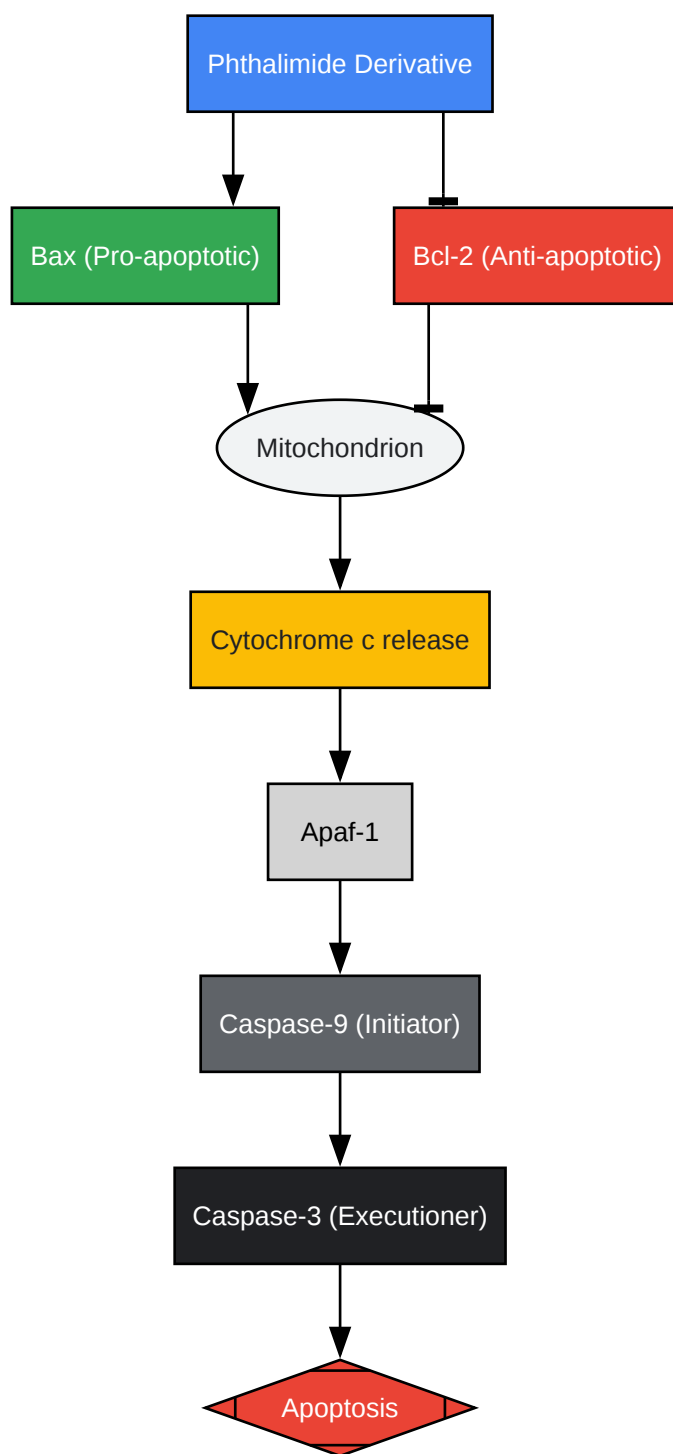 Phthalimide Derivative
Bax (Pro-apoptotic)
Bcl-2 (Anti-apoptotic)
Mitochondrion
Cytochrome c release
Apaf-1
Caspase-9 (Initiator)
Caspase-3 (Executioner)
Apoptosis